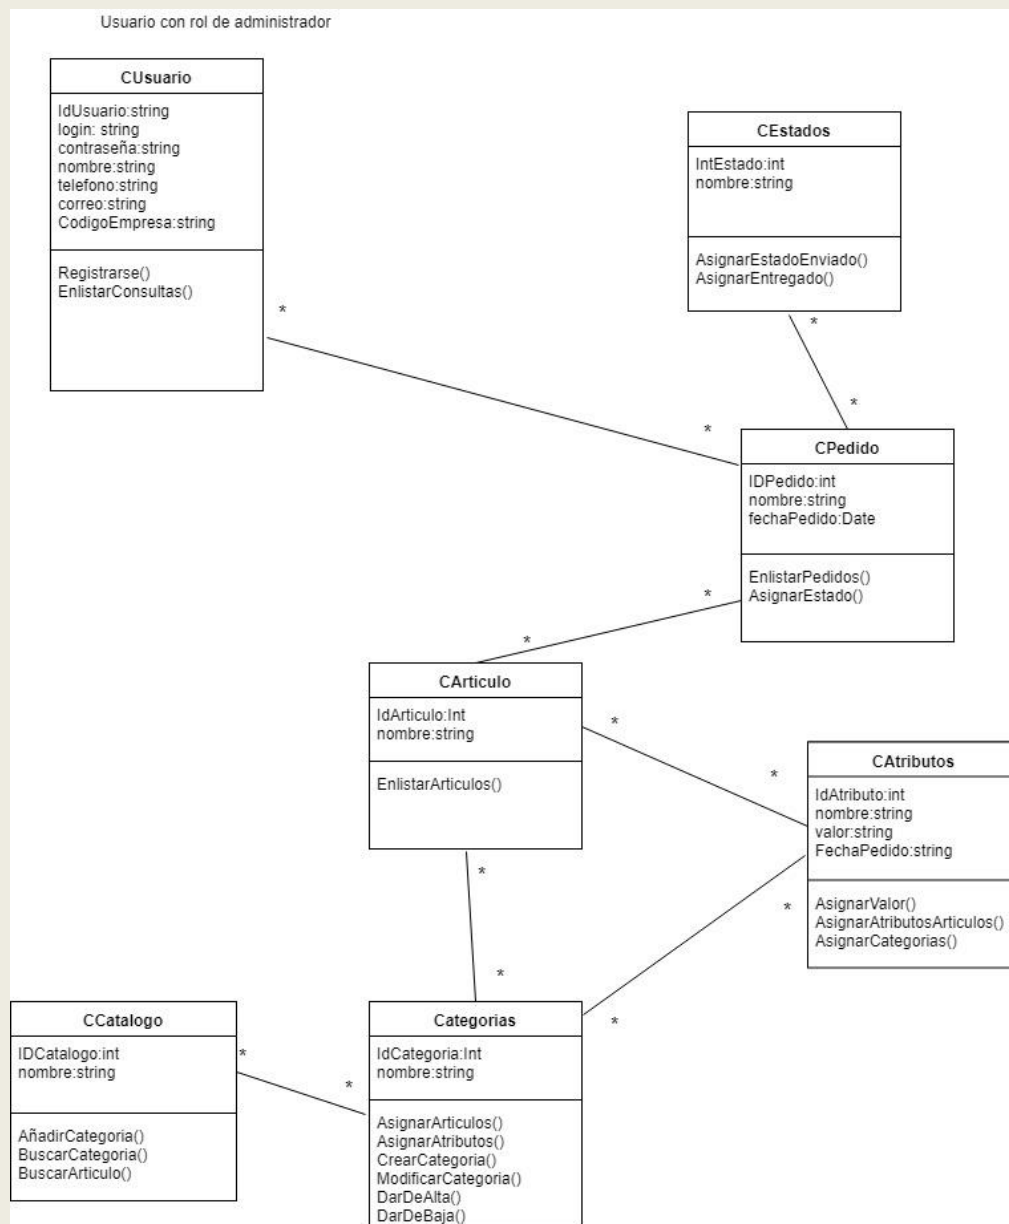 Usuario con rol de administrador
CUsuario
IdUsuario:string
login: string
contraseña:string
nombre:string
telefono:string
correo:string
CodigoEmpresa:string
Registrarse()
EnlistarConsultas()
*
*
CEstados
IntEstado:int
nombre:string
AsignarEstadoEnviado()
AsignarEntregado()
*
*
CPedido
IDPedido:int
nombre:string
fechaPedido:Date
EnlistarPedidos()
AsignarEstado()
*
*
CArticulo
IdArticulo:Int
nombre:string
EnlistarArticulos()
*
*
CAtributos
IdAtributo:int
nombre:string
valor:string
FechaPedido:string
AsignarValor()
AsignarAtributosArticulos()
AsignarCategorias()
*
*
*
*
CCatalogo
IDCatalogo:int
nombre:string
AñadirCategoria()
BuscarCategoria()
BuscarArticulo()
*
*
Categorias
IdCategoria:Int
nombre:string
AsignarArticulos()
AsignarAtributos()
CrearCategoria()
ModificarCategoria()
DarDeAlta()
DarDeBaja()